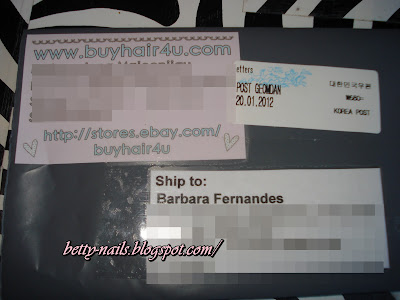 www.buyhair4u.com
http://stores.ebay.com/
buyhair4u
etters
POST GEOMDAN
20.01.2012
대한민국우편
KOREA POST
Ship to:
Barbara Fernandes
betty-nails.blogspot.com/